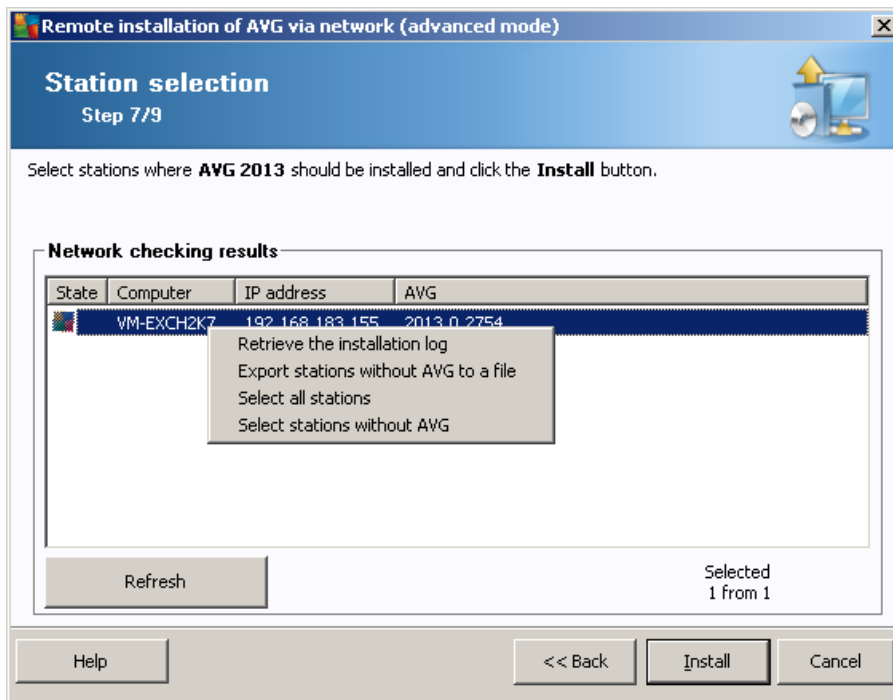 Remote installation of AVG via network (advanced mode)
Station selection
Step 7/9
Select stations where AVG 2013 should be installed and click the Install button.
Network checking results
State Computer IP address AVG
VM-EXCH2K7 192.168.183.155 2013.0.2754
Retrieve the installation log
Export stations without AVG to a file
Select all stations
Select stations without AVG
Refresh
Selected
1 from 1
Help << Back Install Cancel